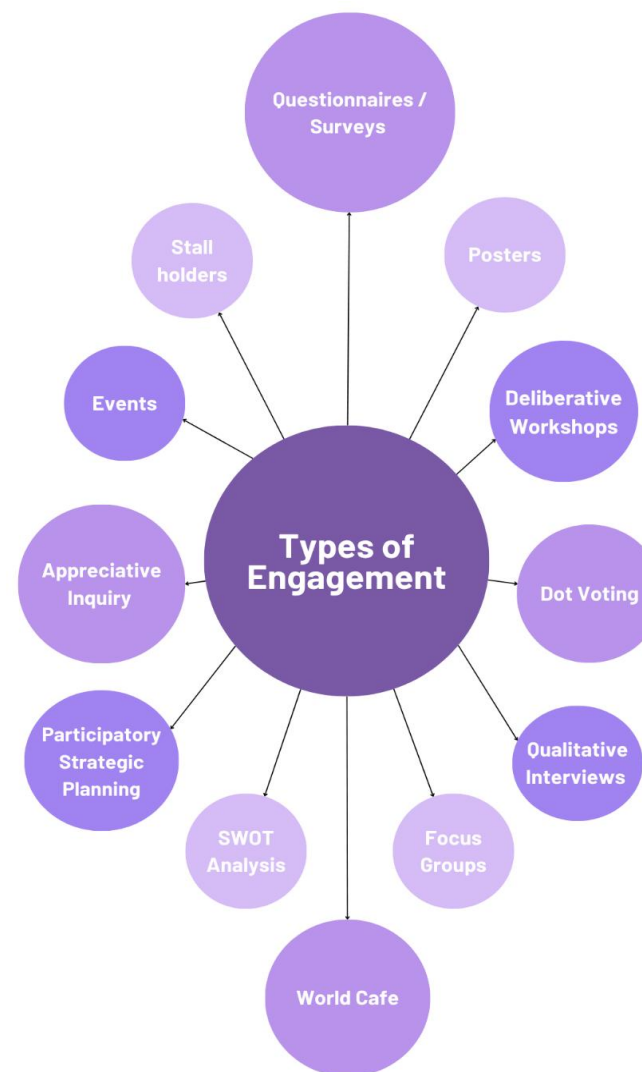 Questionnaires /
Surveys
Stall
holders
Posters
Events
Deliberative
Workshops
Types of
Engagement
Appreciative
Inquiry
Dot Voting
Participatory
Strategic
Planning
Qualitative
Interviews
SWOT
Analysis
Focus
Groups
World Cafe